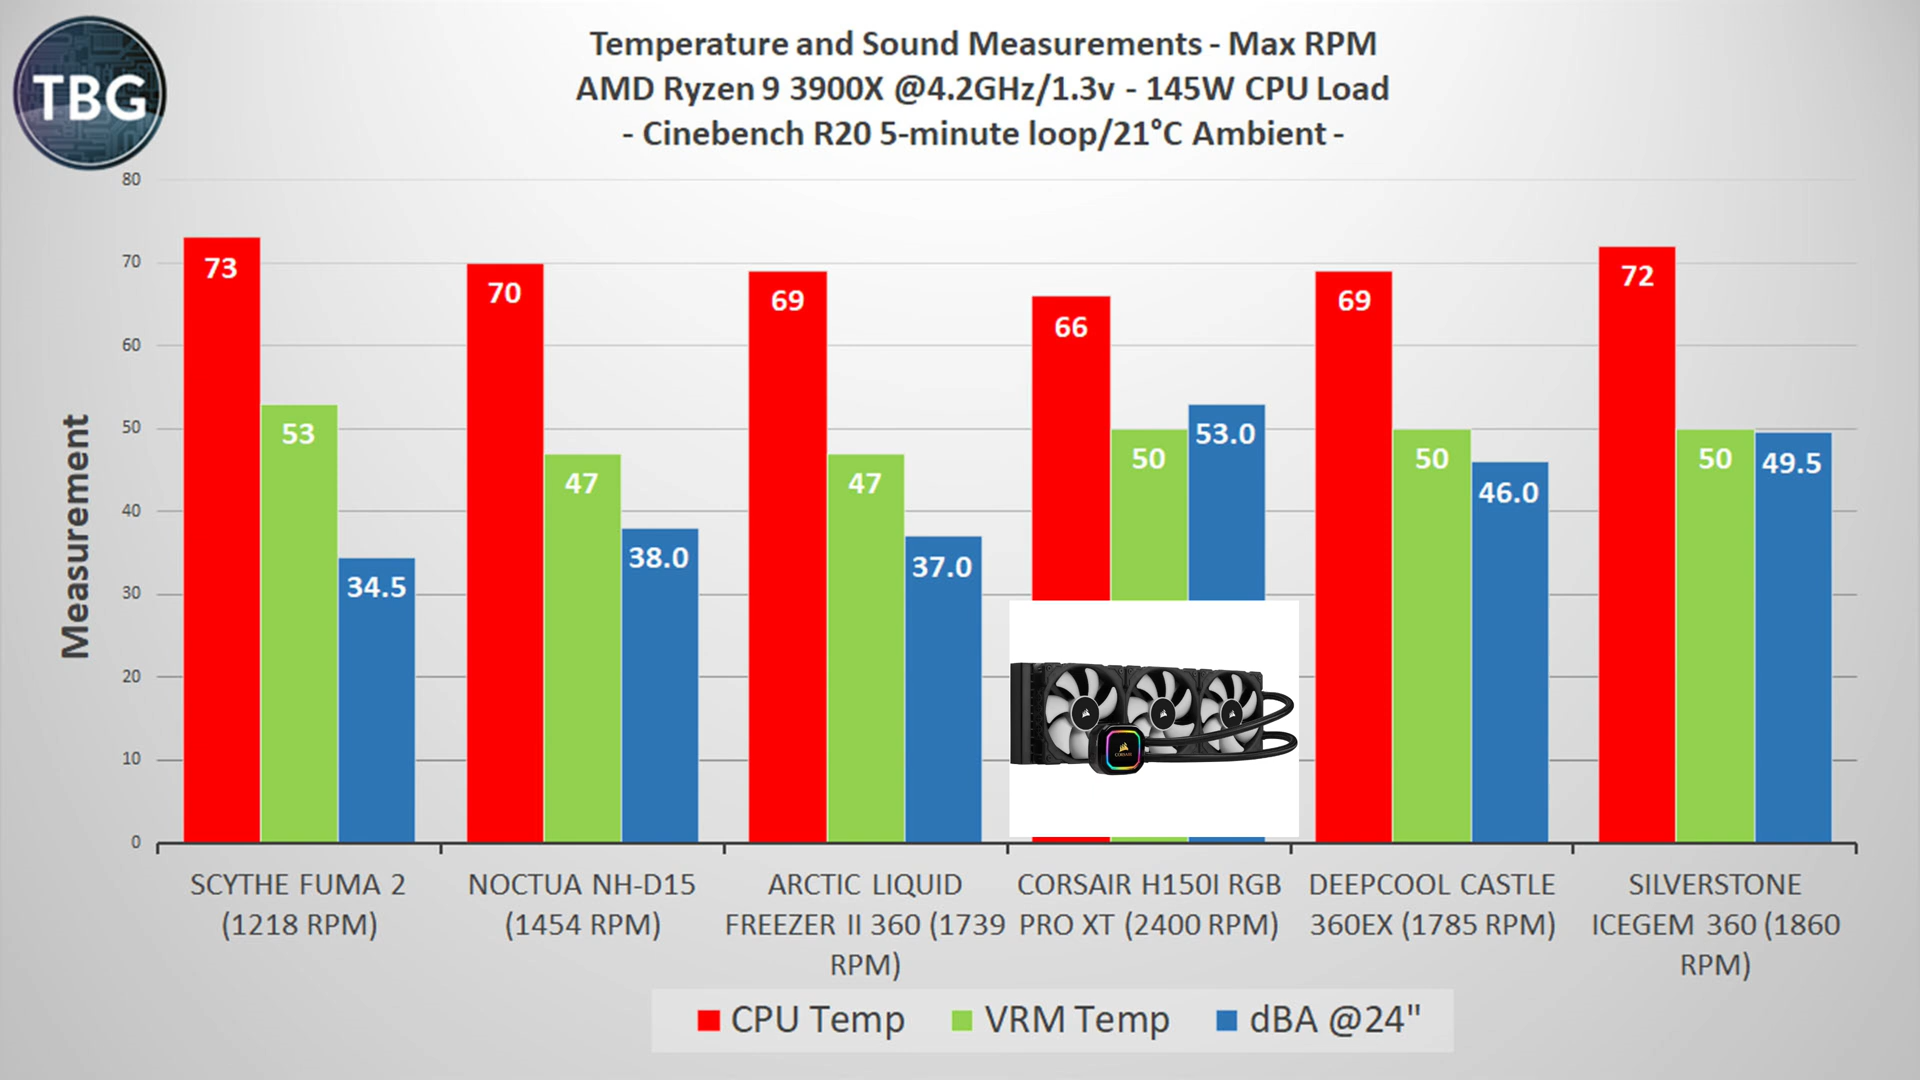 TBG
Temperature and Sound Measurements - Max RPM
AMD Ryzen 9 3900X @4.2GHz/1.3v - 145W CPU Load
- Cinebench R20 5-minute loop/21°C Ambient -
80
70
60
50
40
30
20
10
0
Measurement
73
53
34.5
70
47
38.0
69
47
37.0
66
50
53.0
69
50
46.0
72
50
49.5
CORSAIR
SCYTHE FUMA 2
(1218 RPM)
NOCTUA NH-D15
(1454 RPM)
ARCTIC LIQUID
FREEZER II 360 (1739
RPM)
CORSAIR H150I RGB
PRO XT (2400 RPM)
DEEPCOOL CASTLE
360EX (1785 RPM)
SILVERSTONE
ICEGEM 360 (1860
RPM)
CPU Temp
VRM Temp
dBA @24"